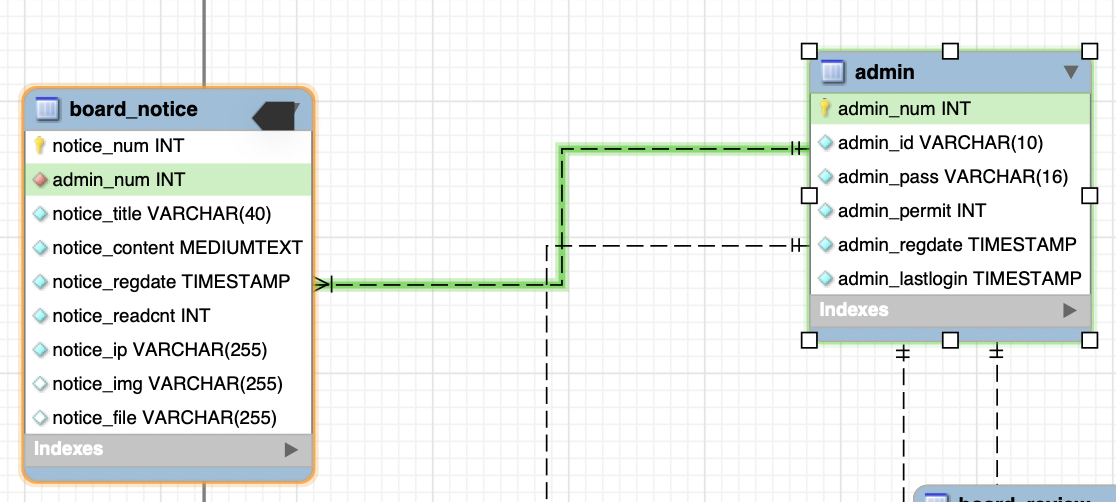 board_notice
notice_num INT
admin_num INT
notice_title VARCHAR(40)
notice_content MEDIUMTEXT
notice_regdate TIMESTAMP
notice_readcnt INT
notice_ip VARCHAR(255)
notice_img VARCHAR(255)
notice_file VARCHAR(255)
Indexes
admin
admin_num INT
admin_id VARCHAR(10)
admin_pass VARCHAR(16)
admin_permit INT
admin_regdate TIMESTAMP
admin_lastlogin TIMESTAMP
Indexes
board_review